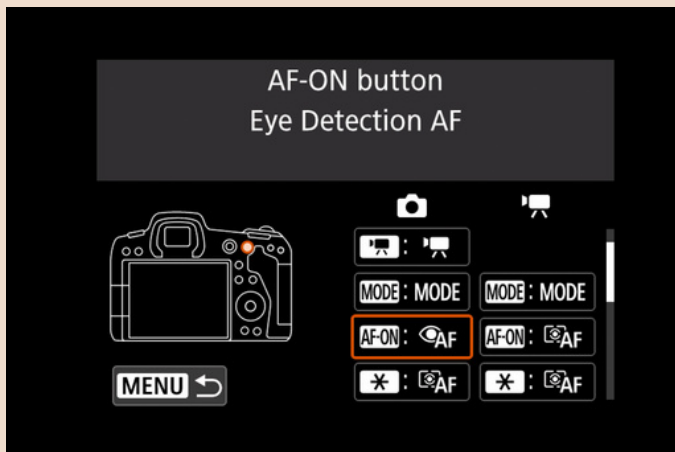 AF-ON button
Eye Detection AF
MODE: MODE
MODE: MODE
AF-ON: AF
AF-ON: AF
AF
AF
MENU